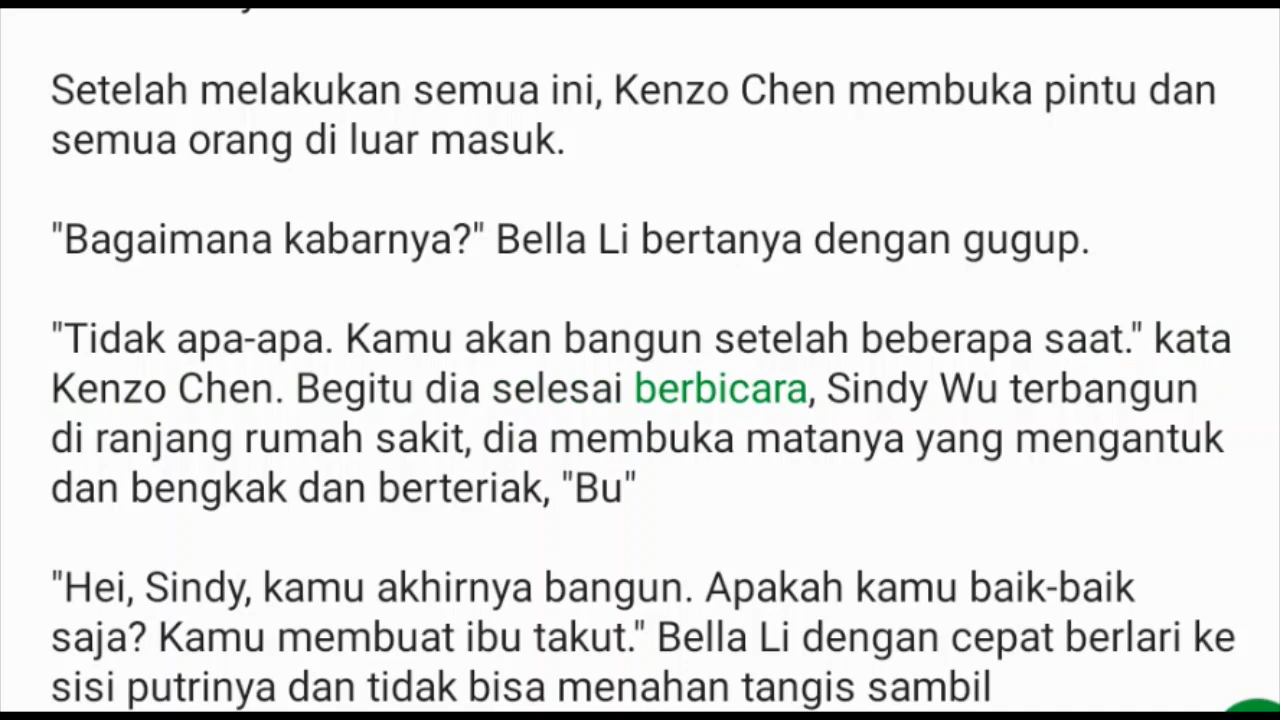 Setelah melakukan semua ini, Kenzo Chen membuka pintu dan
semua orang di luar masuk.
"Bagaimana kabarnya?" Bella Li bertanya dengan gugup.
"Tidak apa-apa. Kamu akan bangun setelah beberapa saat." kata
Kenzo Chen. Begitu dia selesai berbicara, Sindy Wu terbangun
di ranjang rumah sakit, dia membuka matanya yang mengantuk
dan bengkak dan berteriak, "Bu"
"Hei, Sindy, kamu akhirnya bangun. Apakah kamu baik-baik
saja? Kamu membuat ibu takut." Bella Li dengan cepat berlari ke
sisi putrinya dan tidak bisa menahan tangis sambil